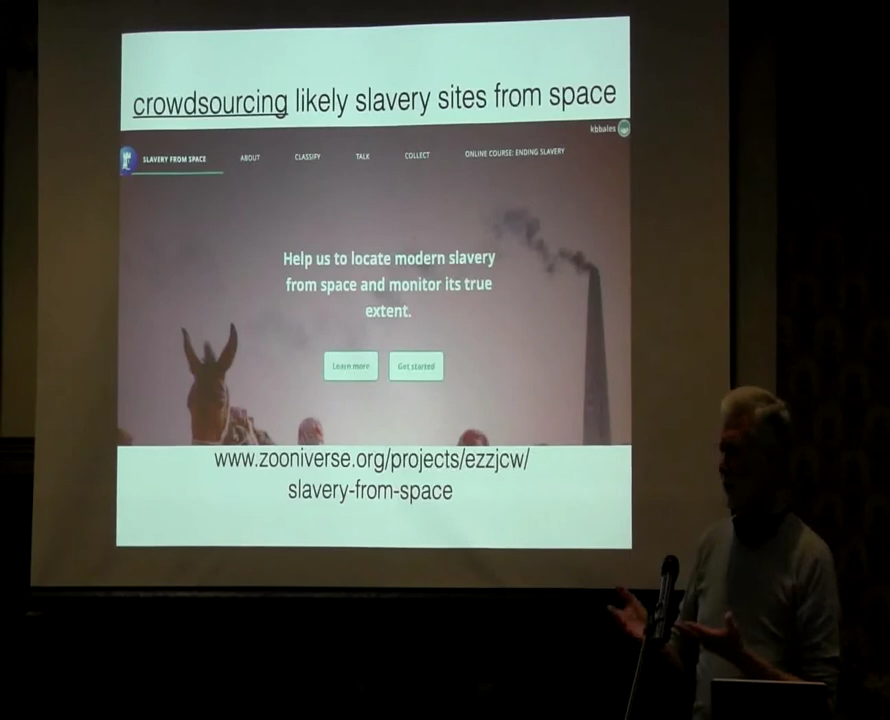 crowdsourcing likely slavery sites from space
kbbales
SLAVERY FROM SPACE ABOUT CLASSIFY TALK COLLECT ONLINE COURSE: ENDING SLAVERY
Help us to locate modern slavery
from space and monitor its true
extent.
Learn more Get started
www.zooniverse.org/projects/ezzjcw/
slavery-from-space